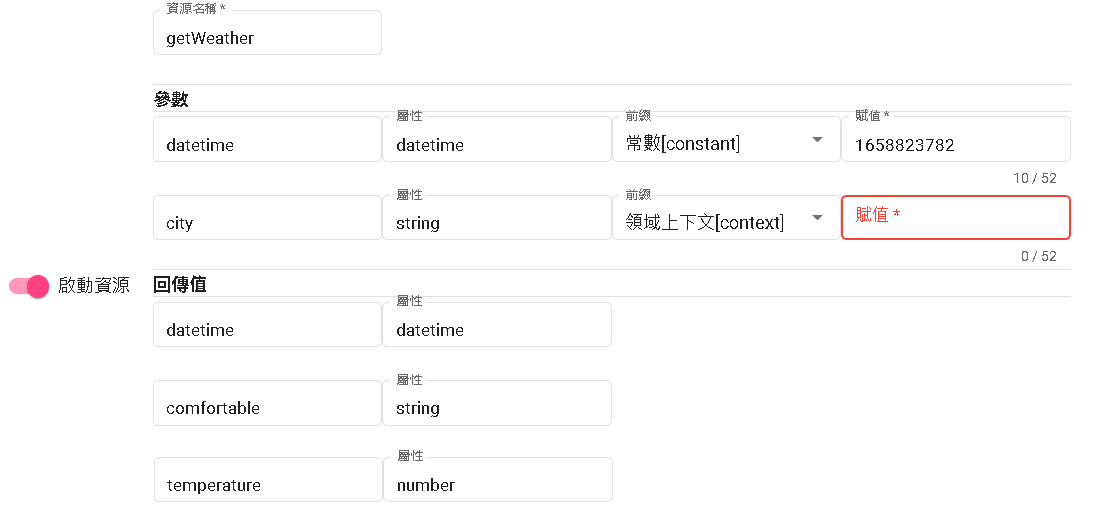 資源名稱 *
getWeather
參數
datetime
屬性
datetime
前綴
常數[constant]
賦值 *
1658823782
10 / 52
city
屬性
string
前綴
領域上下文[context]
賦值 *
0 / 52
啟動資源
回傳值
datetime
屬性
datetime
comfortable
屬性
string
temperature
屬性
number